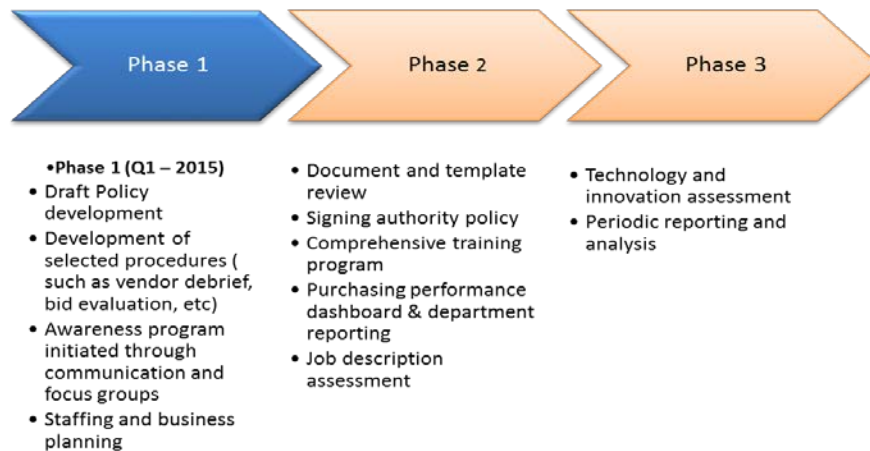 Phase 1
Phase 2
Phase 3
•Phase 1 (Q1 – 2015)
• Draft Policy
development
• Development of
selected procedures (
such as vendor debrief,
bid evaluation, etc)
• Awareness program
initiated through
communication and
focus groups
• Staffing and business
planning
• Document and template
review
• Signing authority policy
• Comprehensive training
program
• Purchasing performance
dashboard & department
reporting
• Job description
assessment
• Technology and
innovation assessment
• Periodic reporting and
analysis